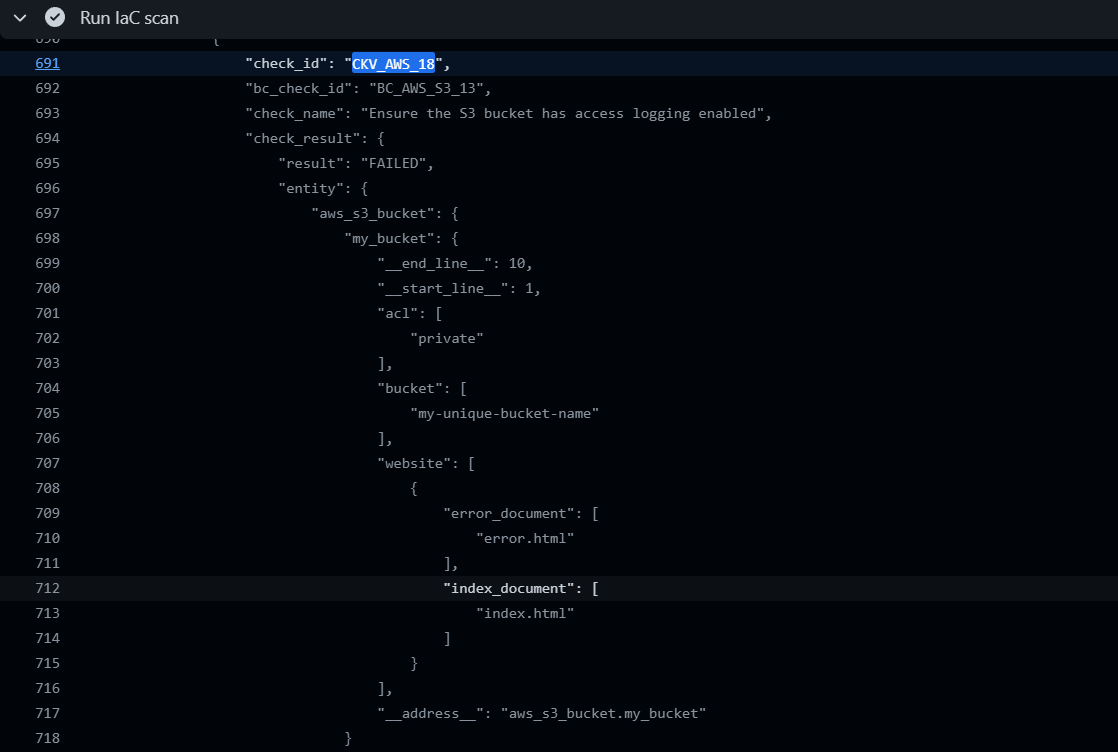 Run IaC scan
690 {
691 "check_id": "CKV_AWS_18",
692 "bc_check_id": "BC_AWS_S3_13",
693 "check_name": "Ensure the S3 bucket has access logging enabled",
694 "check_result": {
695 "result": "FAILED",
696 "entity": {
697 "aws_s3_bucket": {
698 "my_bucket": {
699 "__end_line__": 10,
700 "__start_line__": 1,
701 "acl": [
702 "private"
703 ],
704 "bucket": [
705 "my-unique-bucket-name"
706 ],
707 "website": [
708 {
709 "error_document": [
710 "error.html"
711 ],
712 "index_document": [
713 "index.html"
714 ]
715 }
716 ],
717 "__address__": "aws_s3_bucket.my_bucket"
718 }